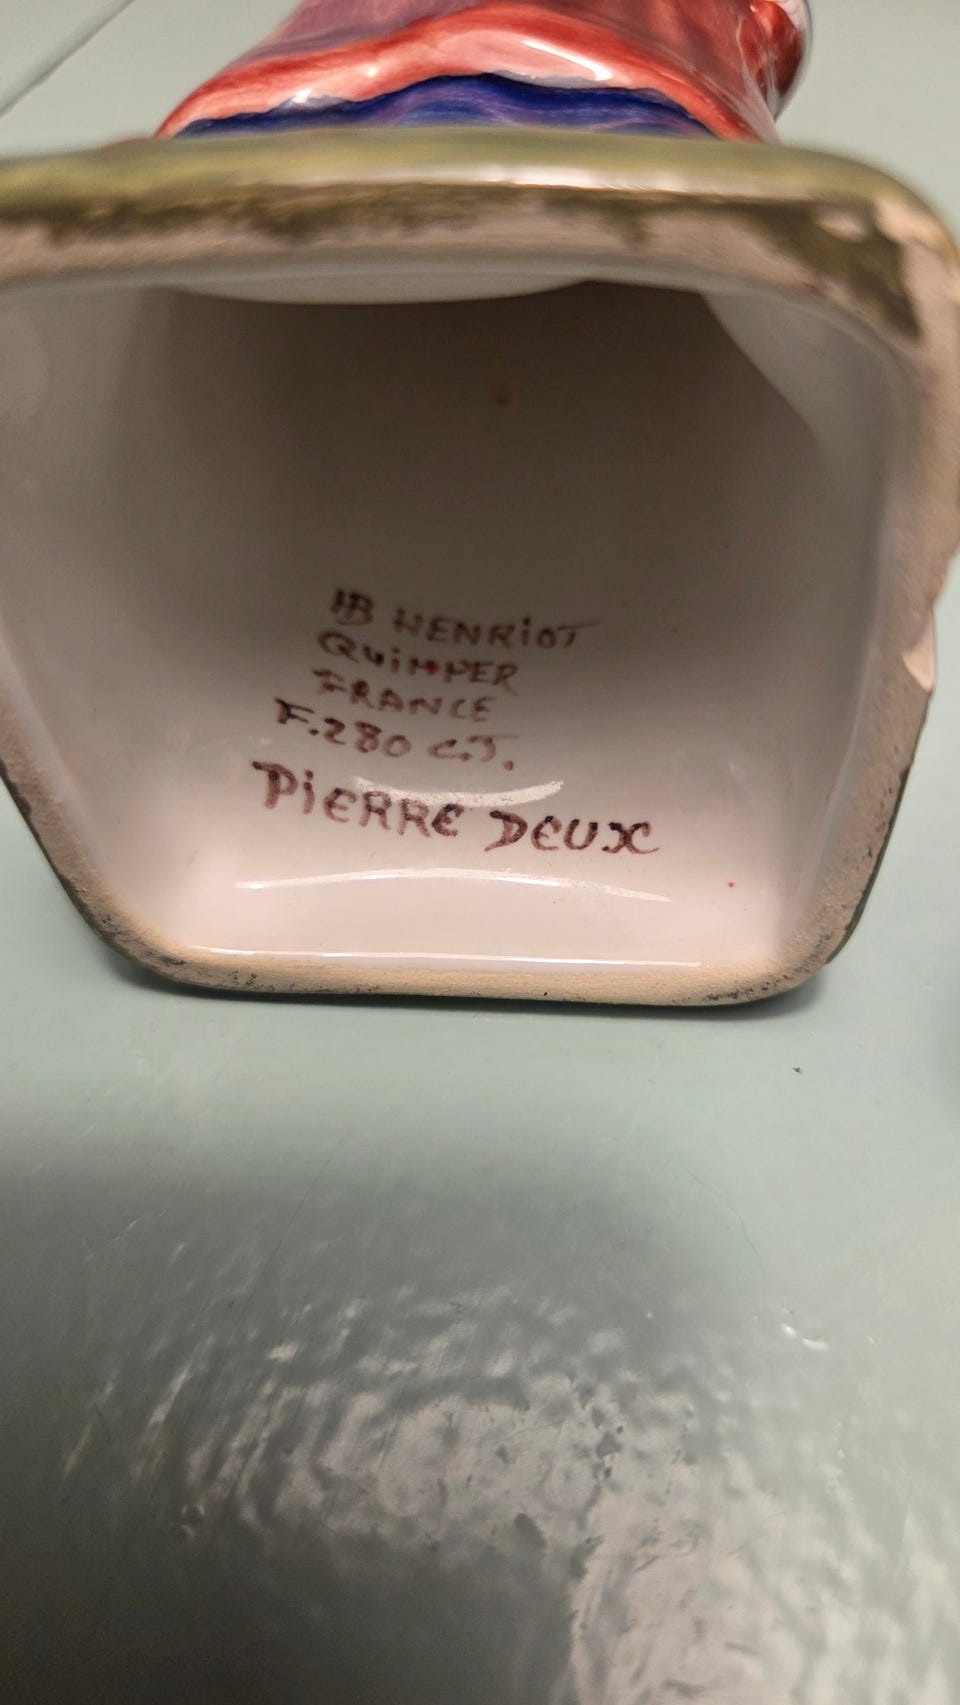 HB HENRiOT
QUiMPER
FRANCE
F.280 C.J.
PiERRE DEUX